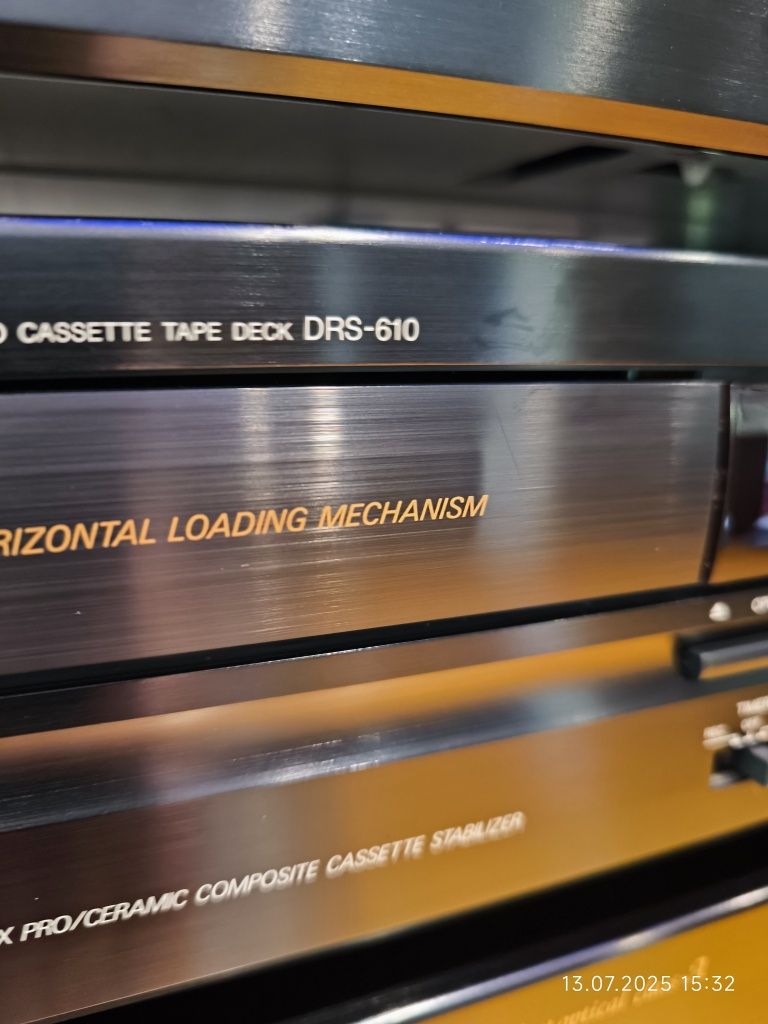 CASSETTE TAPE DECK DRS-610
RIZONTAL LOADING MECHANISM
X PRO/CERAMIC COMPOSITE CASSETTE STABILIZER
13.07.2025 15:32